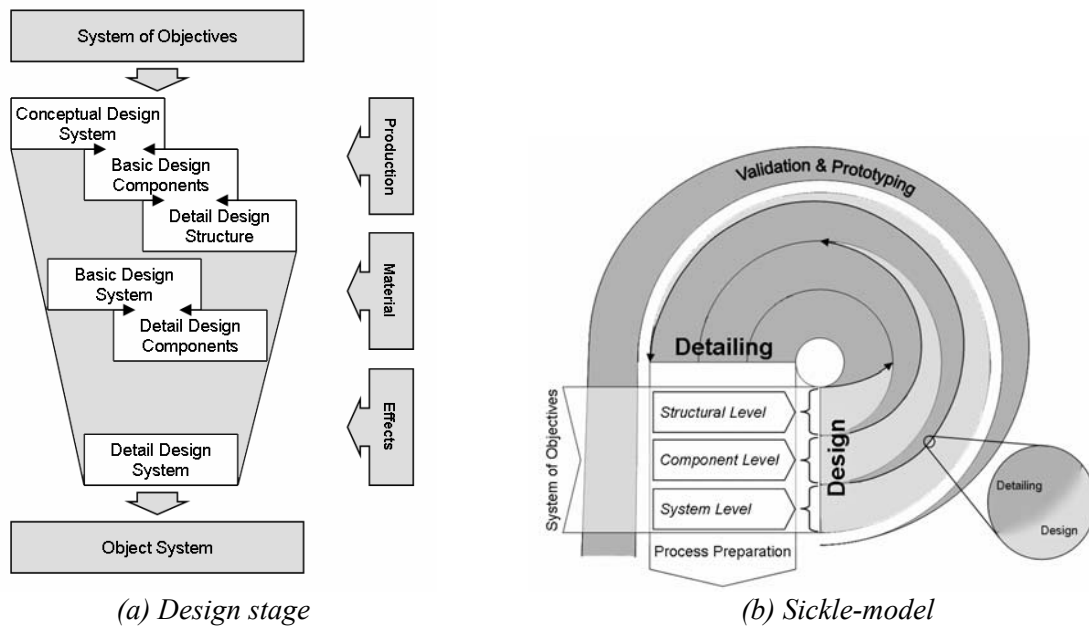 System of Objectives
Conceptual Design
System
Basic Design
Components
Detail Design
Structure
Basic Design
System
Detail Design
Components
Detail Design
System
Object System
Production
Material
Effects
(a) Design stage
Validation & Prototyping
Detailing
Structural Level
Component Level
System Level
Design
System of Objectives
Process Preparation
Detailing
Design
(b) Sickle-model